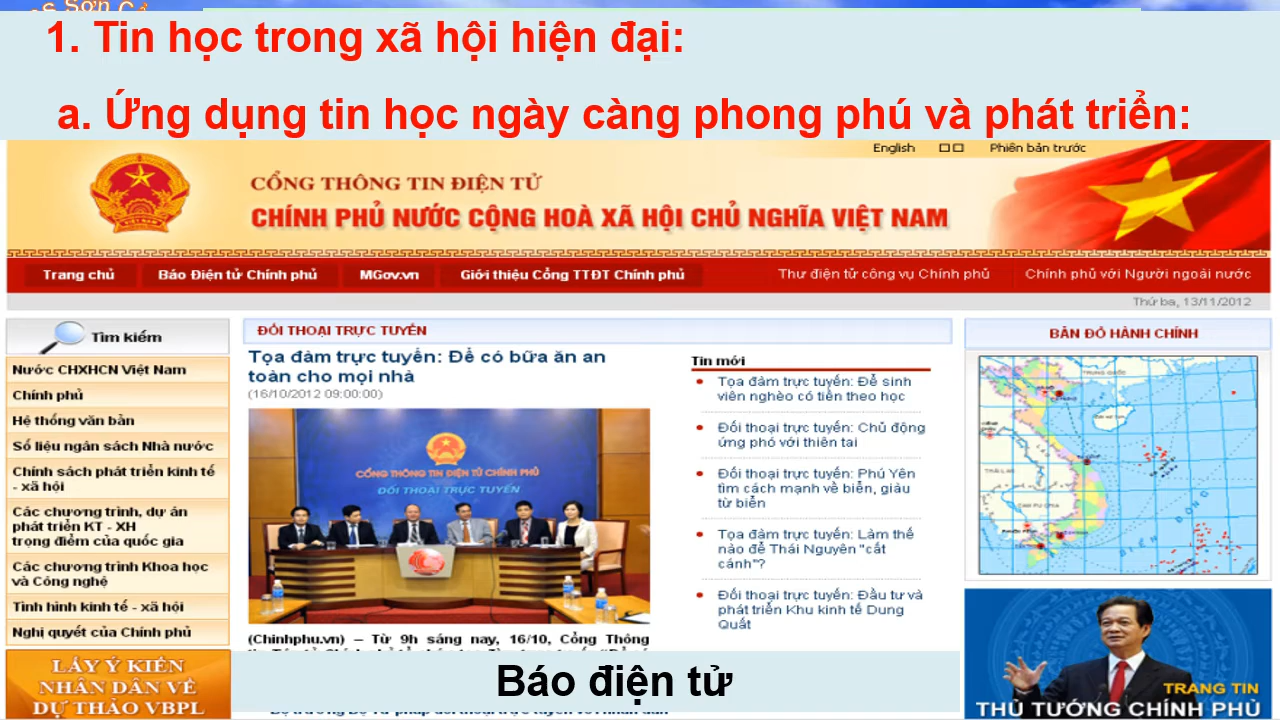 1. Tin học trong xã hội hiện đại:
a. Ứng dụng tin học ngày càng phong phú và phát triển:
English
Phiên bản trước
CỔNG THÔNG TIN ĐIỆN TỬ
CHÍNH PHỦ NƯỚC CỘNG HOÀ XÃ HỘI CHỦ NGHĨA VIỆT NAM
Trang chủ
Báo Điện tử Chính phủ
MGov.vn
Giới thiệu Cổng TTĐT Chính phủ
Thư điện tử công vụ Chính phủ
Chính phủ với Người ngoài nước
Thứ ba, 13/11/2012
Tìm kiếm
Nước CHXHCN Việt Nam
Chính phủ
Hệ thống văn bản
Số liệu ngân sách Nhà nước
Chính sách phát triển kinh tế
- xã hội
Các chương trình, dự án
phát triển KT - XH
trọng điểm của quốc gia
Các chương trình Khoa học
và Công nghệ
Tình hình kinh tế - xã hội
Nghị quyết của Chính phủ
LẤY Ý KIẾN
NHÂN DÂN VỀ
DỰ THẢO VBPL
ĐỐI THOẠI TRỰC TUYẾN
Tọa đàm trực tuyến: Để có bữa ăn an
toàn cho mọi nhà
(16/10/2012 09:00:00)
CỔNG THÔNG TIN ĐIỆN TỬ CHÍNH PHỦ
ĐỐI THOẠI TRỰC TUYẾN
(Chinhphu.vn) – Từ 9h sáng nay, 16/10, Cổng Thông
Tin mới
Tọa đàm trực tuyến: Để sinh
viên nghèo có tiền theo học
Đối thoại trực tuyến: Chủ động
ứng phó với thiên tai
Đối thoại trực tuyến: Phú Yên
tìm cách mạnh về biển, giàu
từ biển
Tọa đàm trực tuyến: Làm thế
nào để Thái Nguyên "cất
cánh"?
Đối thoại trực tuyến: Đầu tư và
phát triển Khu kinh tế Dung
Quất
BẢN ĐỒ HÀNH CHÍNH
TRUNG QUỐC
THÁI LAN
BIỂN ĐÔNG
TRANG TIN
THỦ TƯỚNG CHÍNH PHỦ
Báo điện tử